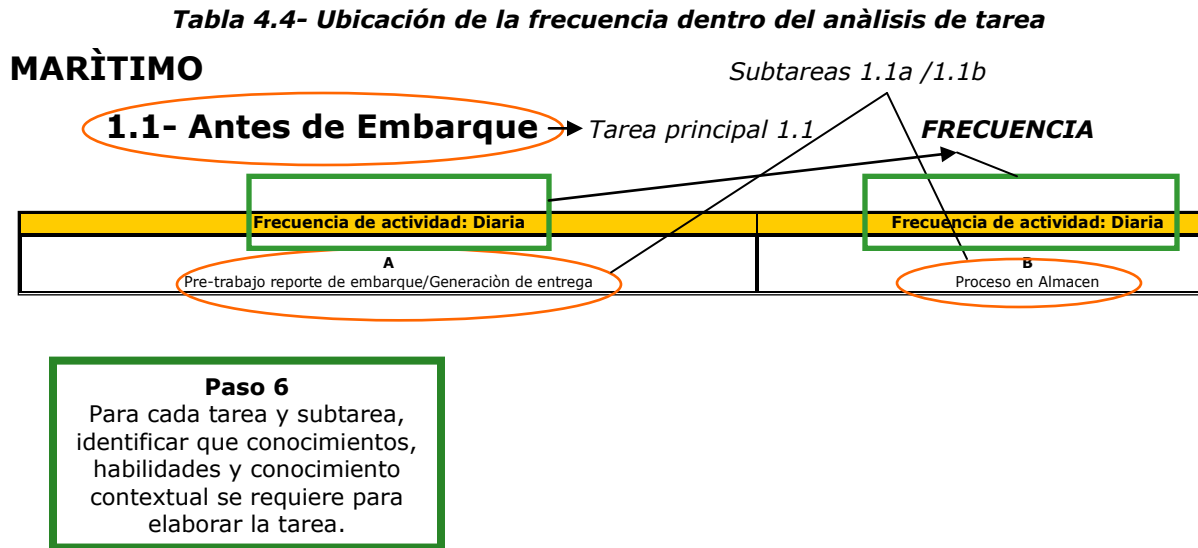 Tabla 4.4- Ubicación de la frecuencia dentro del anàlisis de tarea
MARÌTIMO
Subtareas 1.1a /1.1b
1.1- Antes de Embarque
Tarea principal 1.1
FRECUENCIA
Frecuencia de actividad: Diaria
Frecuencia de actividad: Diaria
A
Pre-trabajo reporte de embarque/Generaciòn de entrega
B
Proceso en Almacen
Paso 6
Para cada tarea y subtarea,
identificar que conocimientos,
habilidades y conocimiento
contextual se requiere para
elaborar la tarea.